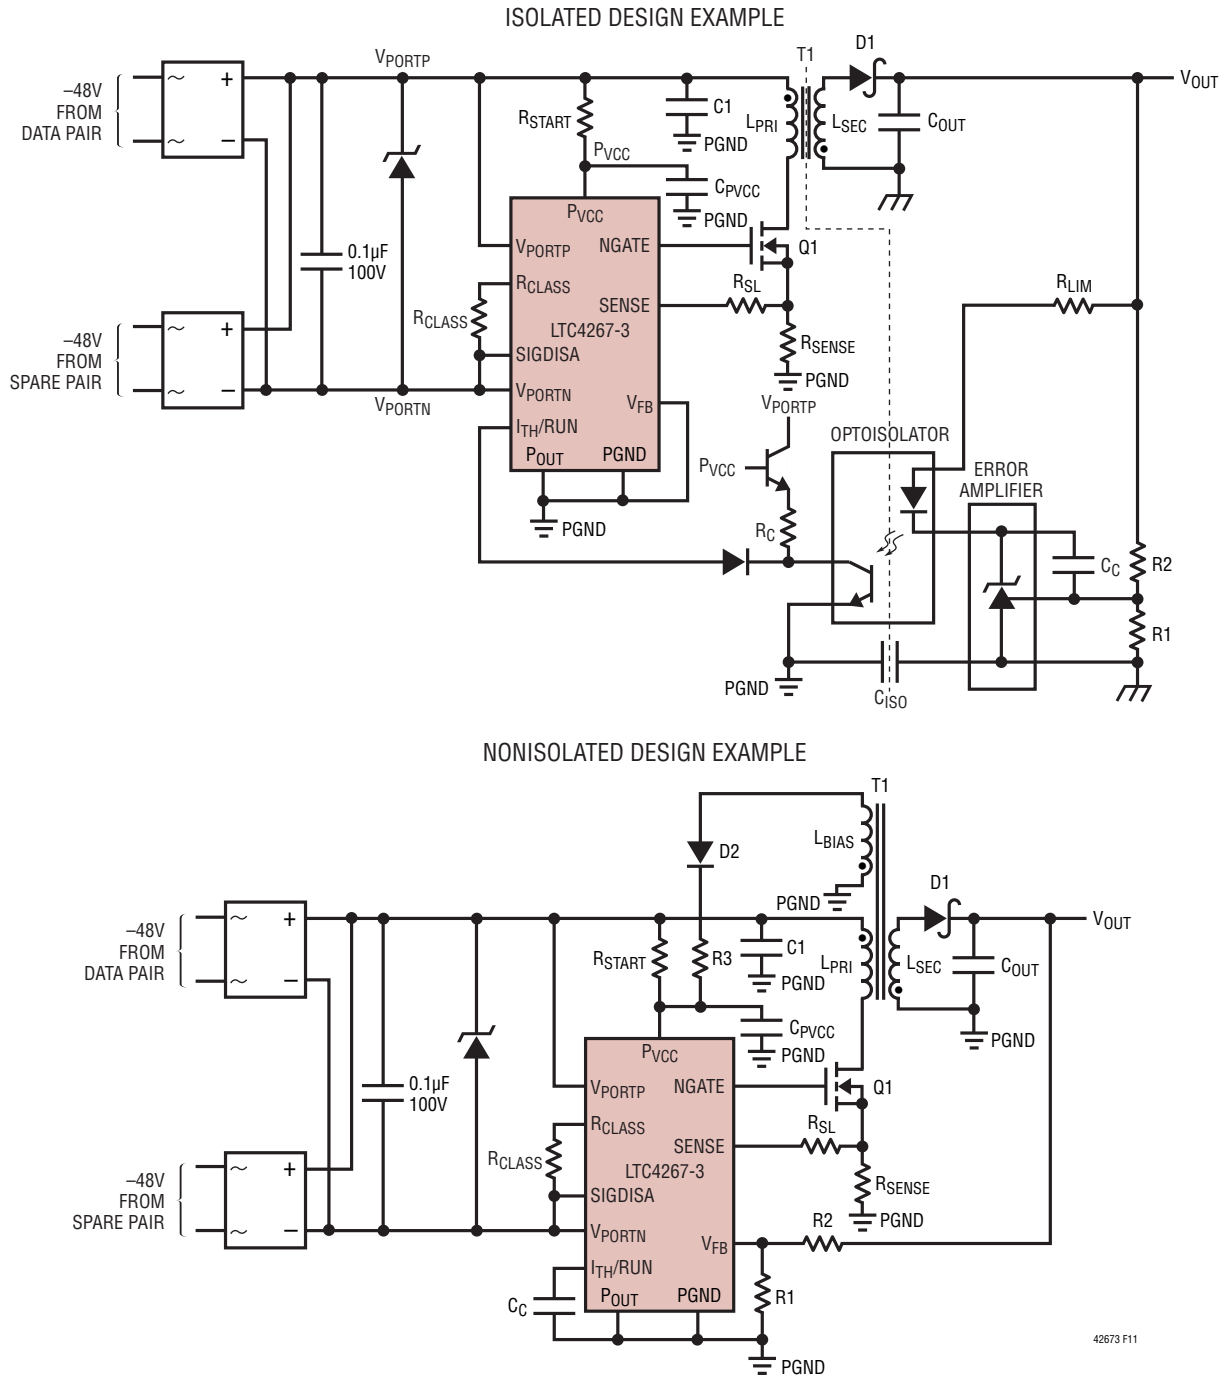 ISOLATED DESIGN EXAMPLE
–48V
FROM
DATA PAIR
~
~
+
–
VPORTP
RSTART
C1
PGND
PVCC
CPVCC
PGND
T1
LPRI
LSEC
D1
COUT
VOUT
0.1µF
100V
–48V
FROM
SPARE PAIR
~
~
+
–
VPORTN
RCLASS
PVCC
VPORTP
NGATE
RCLASS
SENSE
LTC4267-3
SIGDISA
VPORTN
VFB
ITH/RUN
POUT
PGND
PGND
Q1
RSL
RSENSE
PGND
RLIM
VPORTP
PVCC
RC
OPTOISOLATOR
ERROR
AMPLIFIER
CC
R2
R1
PGND
CISO
NONISOLATED DESIGN EXAMPLE
T1
LBIAS
D2
PGND
–48V
FROM
DATA PAIR
~
~
+
–
RSTART
R3
C1
PGND
CPVCC
PGND
LPRI
LSEC
D1
COUT
VOUT
PGND
0.1µF
100V
–48V
FROM
SPARE PAIR
~
~
+
–
RCLASS
PVCC
VPORTP
NGATE
RCLASS
SENSE
LTC4267-3
SIGDISA
VPORTN
VFB
ITH/RUN
POUT
PGND
Q1
RSL
RSENSE
PGND
R2
R1
CC
PGND
42673 F11